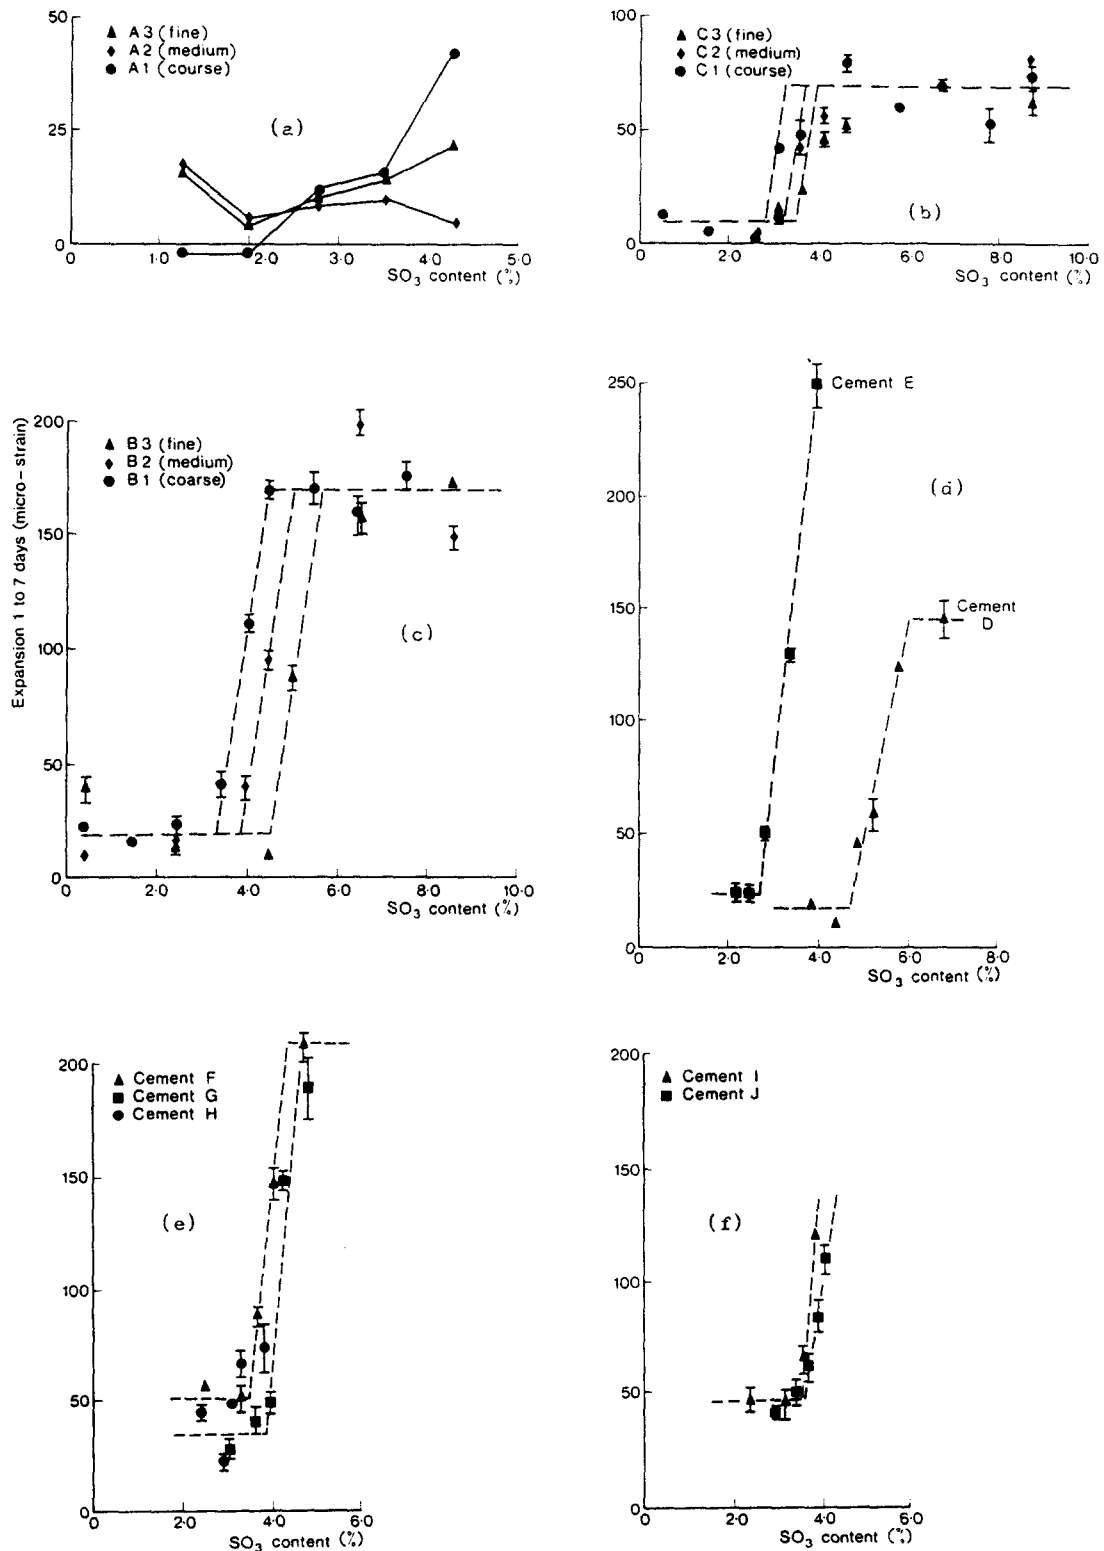 50
25
0
▲ A3 (fine)
♦ A2 (medium)
● A1 (course)
(a)
1·0 2·0 3·0 4·0 5·0
SO3 content (%)
100
50
0
▲ C3 (fine)
♦ C2 (medium)
● C1 (course)
(b)
0 2·0 4·0 6·0 8·0 10·0
SO3 content (%)
Expansion 1 to 7 days (micro-strain)
200
150
100
50
0
▲ B3 (fine)
♦ B2 (medium)
● B1 (coarse)
(c)
0 2·0 4·0 6·0 8·0 10·0
SO3 content (%)
250
200
150
100
50
0
Cement E
(d)
Cement
D
0 2·0 4·0 6·0 8·0
SO3 content (%)
200
150
100
50
0
▲ Cement F
■ Cement G
● Cement H
(e)
0 2·0 4·0 6·0
SO3 content (%)
200
150
100
50
0
▲ Cement I
■ Cement J
(f)
0 2·0 4·0 6·0
SO3 content (%)